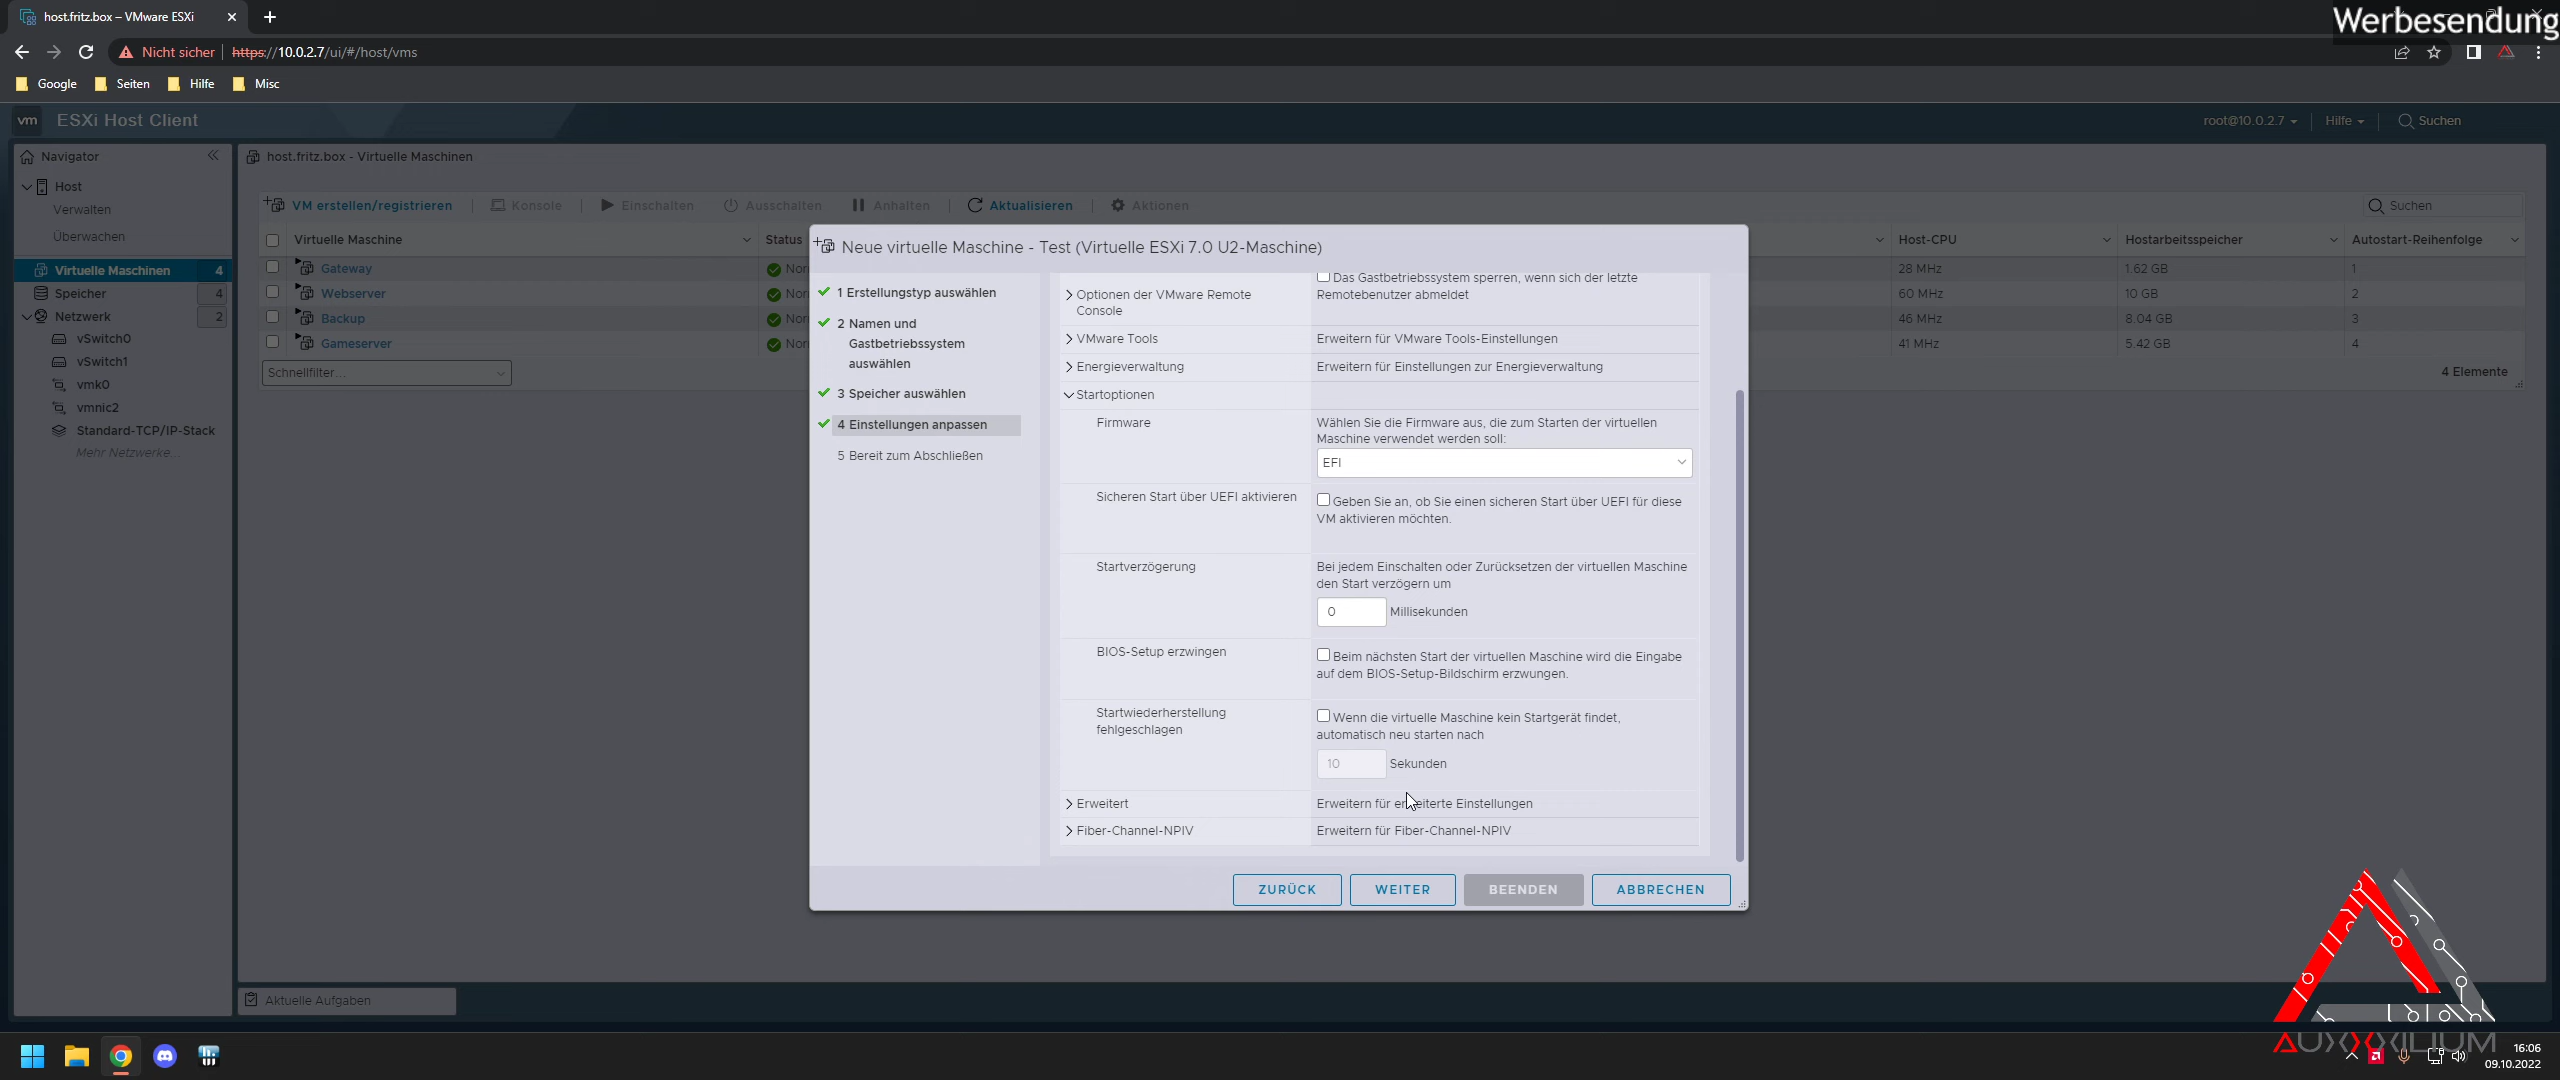 host.fritz.box – VMware ESXi
Werbesendung
Nicht sicher | https://10.0.2.7/ui/#/host/vms
Google
Seiten
Hilfe
Misc
vm ESXi Host Client
root@10.0.2.7
Hilfe
Suchen
Navigator
Host
Verwalten
Überwachen
Virtuelle Maschinen 4
Speicher 4
Netzwerk 2
vSwitch0
vSwitch1
vmk0
vmnic2
Standard-TCP/IP-Stack
Mehr Netzwerke...
host.fritz.box - Virtuelle Maschinen
VM erstellen/registrieren
Konsole
Einschalten
Ausschalten
Anhalten
Aktualisieren
Aktionen
Suchen
Virtuelle Maschine Status Host-CPU Hostarbeitsspeicher Autostart-Reihenfolge
Gateway Nor 28 MHz 1.62 GB 1
Webserver Nor 60 MHz 10 GB 2
Backup Nor 46 MHz 8.04 GB 3
Gameserver Nor 41 MHz 5.42 GB 4
Schnellfilter...
4 Elemente
Neue virtuelle Maschine - Test (Virtuelle ESXi 7.0 U2-Maschine)
1 Erstellungstyp auswählen
2 Namen und
Gastbetriebssystem
auswählen
3 Speicher auswählen
4 Einstellungen anpassen
5 Bereit zum Abschließen
Optionen der VMware Remote
Console
Das Gastbetriebssystem sperren, wenn sich der letzte
Remotebenutzer abmeldet
VMware Tools
Erweitern für VMware Tools-Einstellungen
Energieverwaltung
Erweitern für Einstellungen zur Energieverwaltung
Startoptionen
Firmware
Wählen Sie die Firmware aus, die zum Starten der virtuellen
Maschine verwendet werden soll:
EFI
Sicheren Start über UEFI aktivieren
Geben Sie an, ob Sie einen sicheren Start über UEFI für diese
VM aktivieren möchten.
Startverzögerung
Bei jedem Einschalten oder Zurücksetzen der virtuellen Maschine
den Start verzögern um
0 Millisekunden
BIOS-Setup erzwingen
Beim nächsten Start der virtuellen Maschine wird die Eingabe
auf dem BIOS-Setup-Bildschirm erzwungen.
Startwiederherstellung
fehlgeschlagen
Wenn die virtuelle Maschine kein Startgerät findet,
automatisch neu starten nach
10 Sekunden
Erweitert
Erweitern für erweiterte Einstellungen
Fiber-Channel-NPIV
Erweitern für Fiber-Channel-NPIV
ZURÜCK
WEITER
BEENDEN
ABBRECHEN
Aktuelle Aufgaben
AUXXXILIUM
16:06
09.10.2022